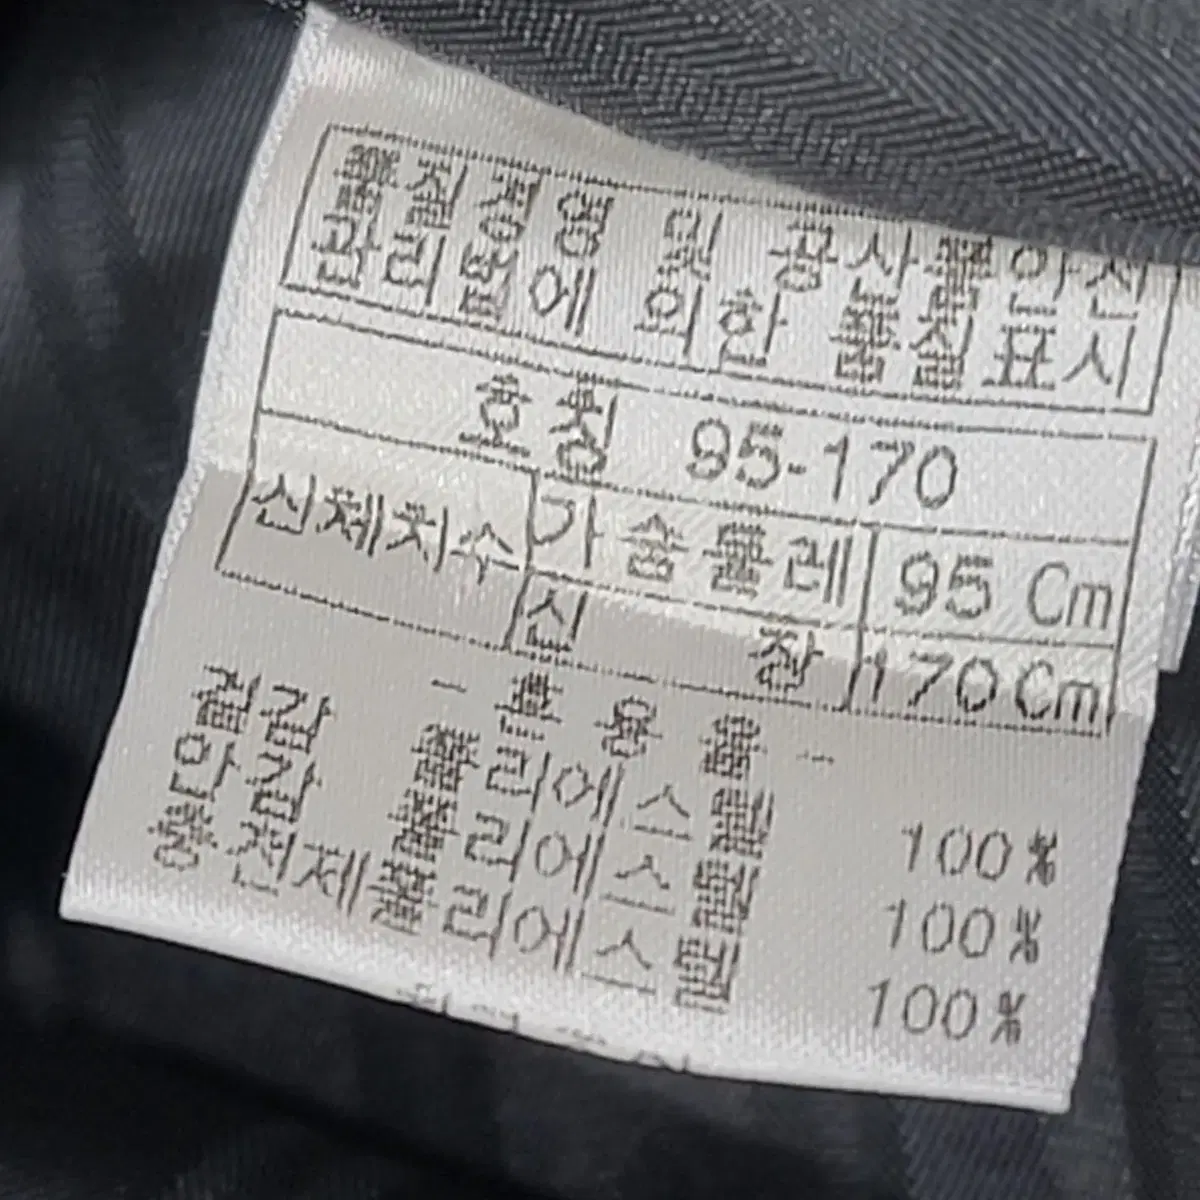 품질경영 및 공산품안전
관리법에 의한 품질표시
호칭 95-170
신체치수 가슴둘레 95 Cm
신 장 170Cm
- 혼용율 -
겉감 폴리에스텔 100%
안감 폴리에스텔 100%
충전제 폴리에스텔 100%